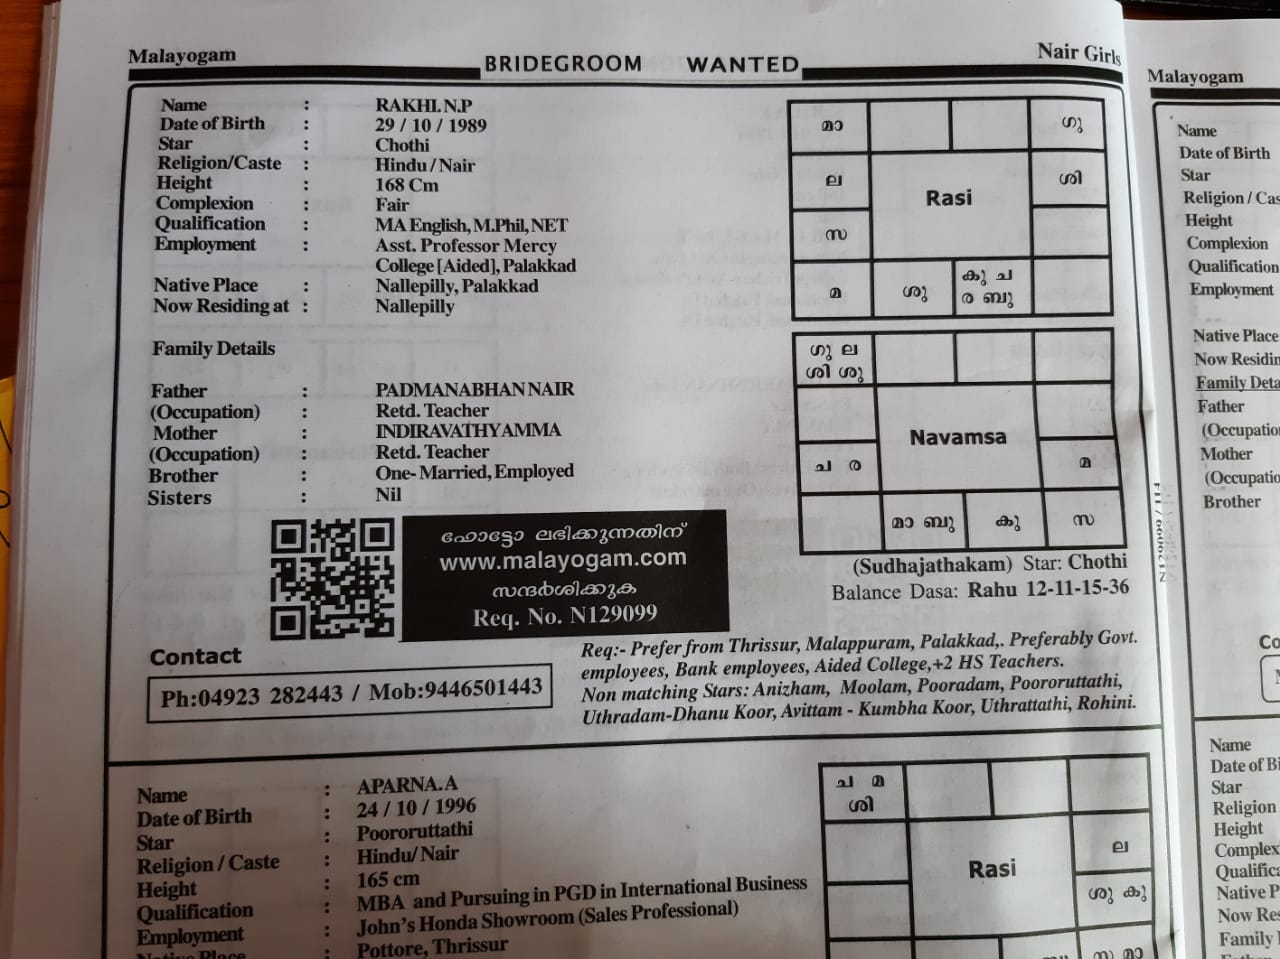 Malayogam
BRIDEGROOM WANTED
Nair Girls
Name : RAKHI. N.P
Date of Birth : 29 / 10 / 1989
Star : Chothi
Religion/Caste : Hindu / Nair
Height : 168 Cm
Complexion : Fair
Qualification : MA English, M.Phil, NET
Employment : Asst. Professor Mercy
College [Aided], Palakkad
Native Place : Nallepilly, Palakkad
Now Residing at : Nallepilly
Family Details
Father : PADMANABHAN NAIR
(Occupation) : Retd. Teacher
Mother : INDIRAVATHY AMMA
(Occupation) : Retd. Teacher
Brother : One- Married, Employed
Sisters : Nil
മാ ഗു
ല Rasi ശി
സ
മ ശു കു ച
ര ബു
ഗു ല
ശി ശു
Navamsa
ച ര മ
മാ ബു കു സ
(Sudhajathakam) Star: Chothi
Balance Dasa: Rahu 12-11-15-36
ഫോട്ടോ ലഭിക്കുന്നതിന്
www.malayogam.com
സന്ദർശിക്കുക
Req. No. N129099
Contact
Ph:04923 282443 / Mob:9446501443
Req:- Prefer from Thrissur, Malappuram, Palakkad,. Preferably Govt.
employees, Bank employees, Aided College,+2 HS Teachers.
Non matching Stars: Anizham, Moolam, Pooradam, Poororuttathi,
Uthradam-Dhanu Koor, Avittam - Kumbha Koor, Uthrattathi, Rohini.
Name : APARNA. A
Date of Birth : 24 / 10 / 1996
Star : Poororuttathi
Religion / Caste : Hindu/ Nair
Height : 165 cm
Qualification : MBA and Pursuing in PGD in International Business
Employment : John's Honda Showroom (Sales Professional)
Native Place : Pottore, Thrissur
ച മ
ശി
ല
Rasi
ശു കു
സ മാ
Malayogam
Name
Date of Birth
Star
Religion / Cas
Height
Complexion
Qualification
Employment
Native Place
Now Residin
Family Deta
Father
(Occupatio
Mother
(Occupatio
Brother
Co
Name
Date of Bi
Star
Religion
Height
Complex
Qualifica
Native P
Now Res
Family I